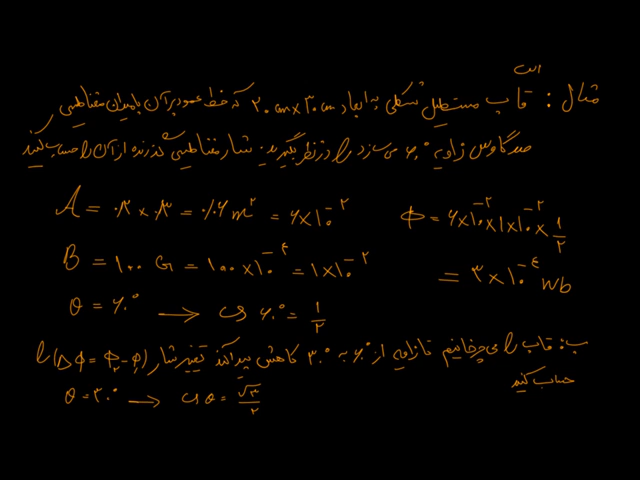 الف
مثال : قاب مستطیل شکلی به ابعاد ۲۰cm×۳۰cm که خط عمود بر آن با میدان مغناطیسی
صد گاوس زاویه ۶۰° می سازد را در نظر بگیرید. شار مغناطیسی گذرنده از آن را حساب کنید
A = ۰.۲ × ۰.۳ = ۰.۰۶ m² = ۶×۱۰⁻²
φ = ۶×۱۰⁻²×۱×۱۰⁻²×۱/۲
B = ۱۰۰ G = ۱۰۰×۱۰⁻⁴ = ۱×۱۰⁻²
= ۳×۱۰⁻⁴ wb
θ = ۶۰° → cos ۶۰° = ۱/۲
ب: قاب را می چرخانیم تا زاویه از ۶۰° به ۳۰° کاهش پیدا کند تغییر شار (Δφ = φ₂-φ₁) را
حساب کنیم
θ = ۳۰° → cos θ = √۳/۲